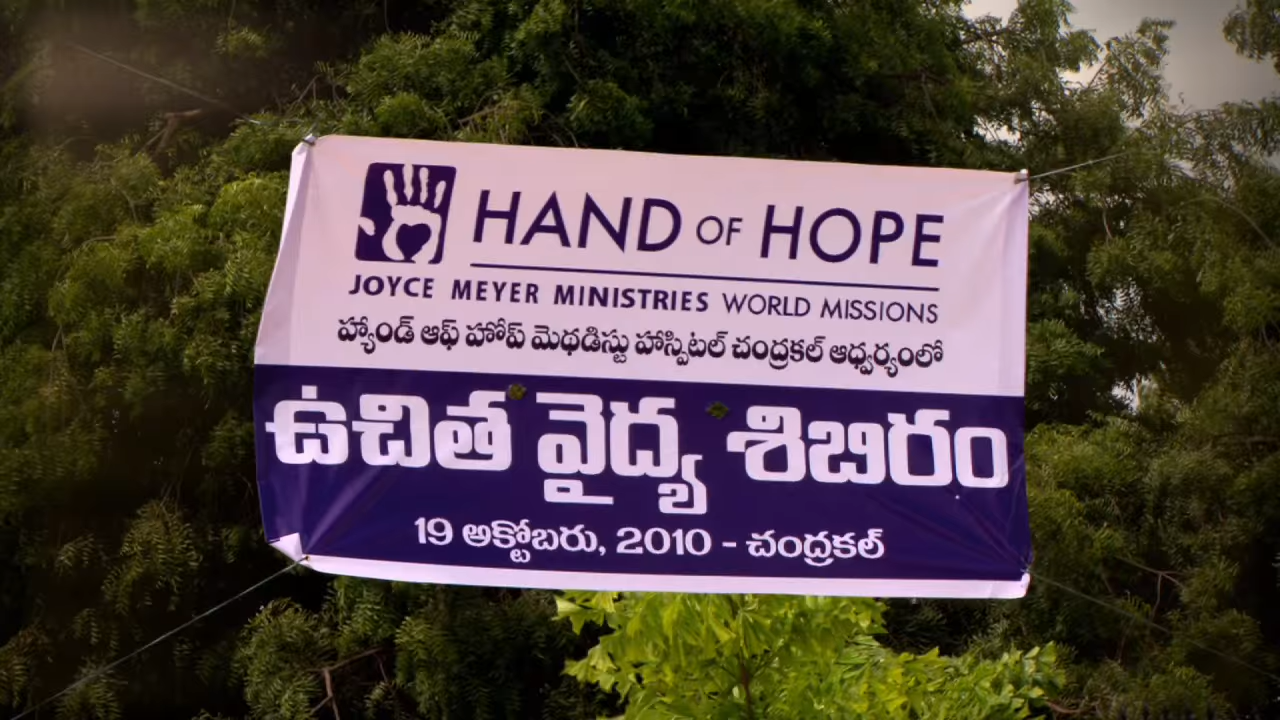 HAND OF HOPE
JOYCE MEYER MINISTRIES WORLD MISSIONS
హ్యాండ్ ఆఫ్ హోప్ మెథడిస్టు హాస్పిటల్ చంద్రకల్ ఆధ్వర్యంలో
ఉచిత వైద్య శిబిరం
19 అక్టోబరు, 2010 - చంద్రకల్